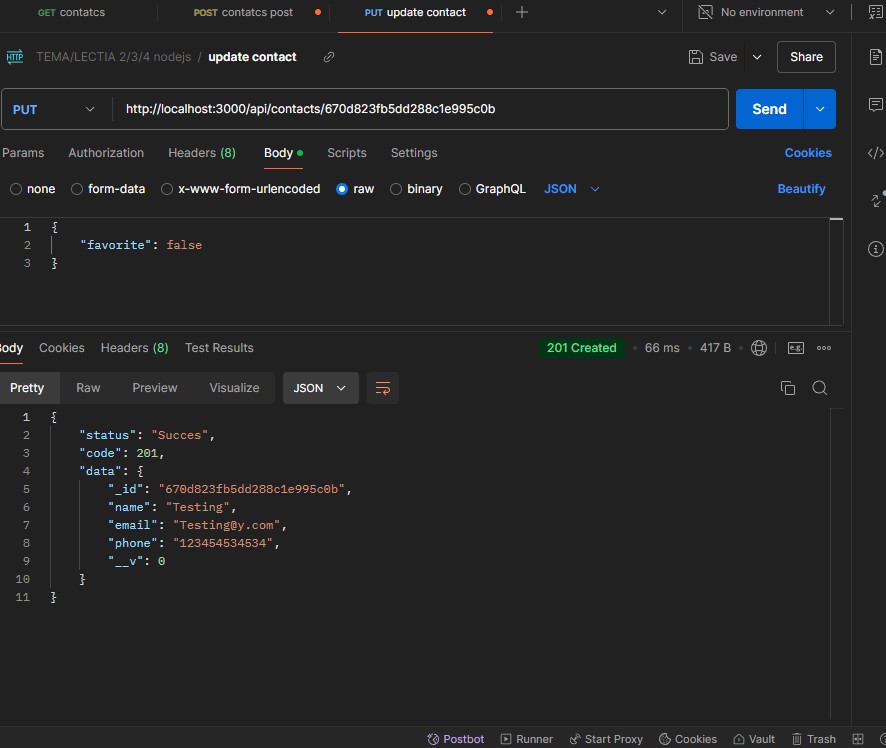 GET contatcs POST contatcs post PUT update contact No environment
HTTP TEMA/LECTIA 2/3/4 nodejs / update contact Save Share
PUT http://localhost:3000/api/contacts/670d823fb5dd288c1e995c0b Send
Params Authorization Headers (8) Body Scripts Settings Cookies
none form-data x-www-form-urlencoded raw binary GraphQL JSON Beautify
1 {
2 "favorite": false
3 }
Body Cookies Headers (8) Test Results 201 Created 66 ms 417 B e.g.
Pretty Raw Preview Visualize JSON
1 {
2 "status": "Succes",
3 "code": 201,
4 "data": {
5 "_id": "670d823fb5dd288c1e995c0b",
6 "name": "Testing",
7 "email": "Testing@y.com",
8 "phone": "123454534534",
9 "__v": 0
10 }
11 }
Postbot Runner Start Proxy Cookies Vault Trash